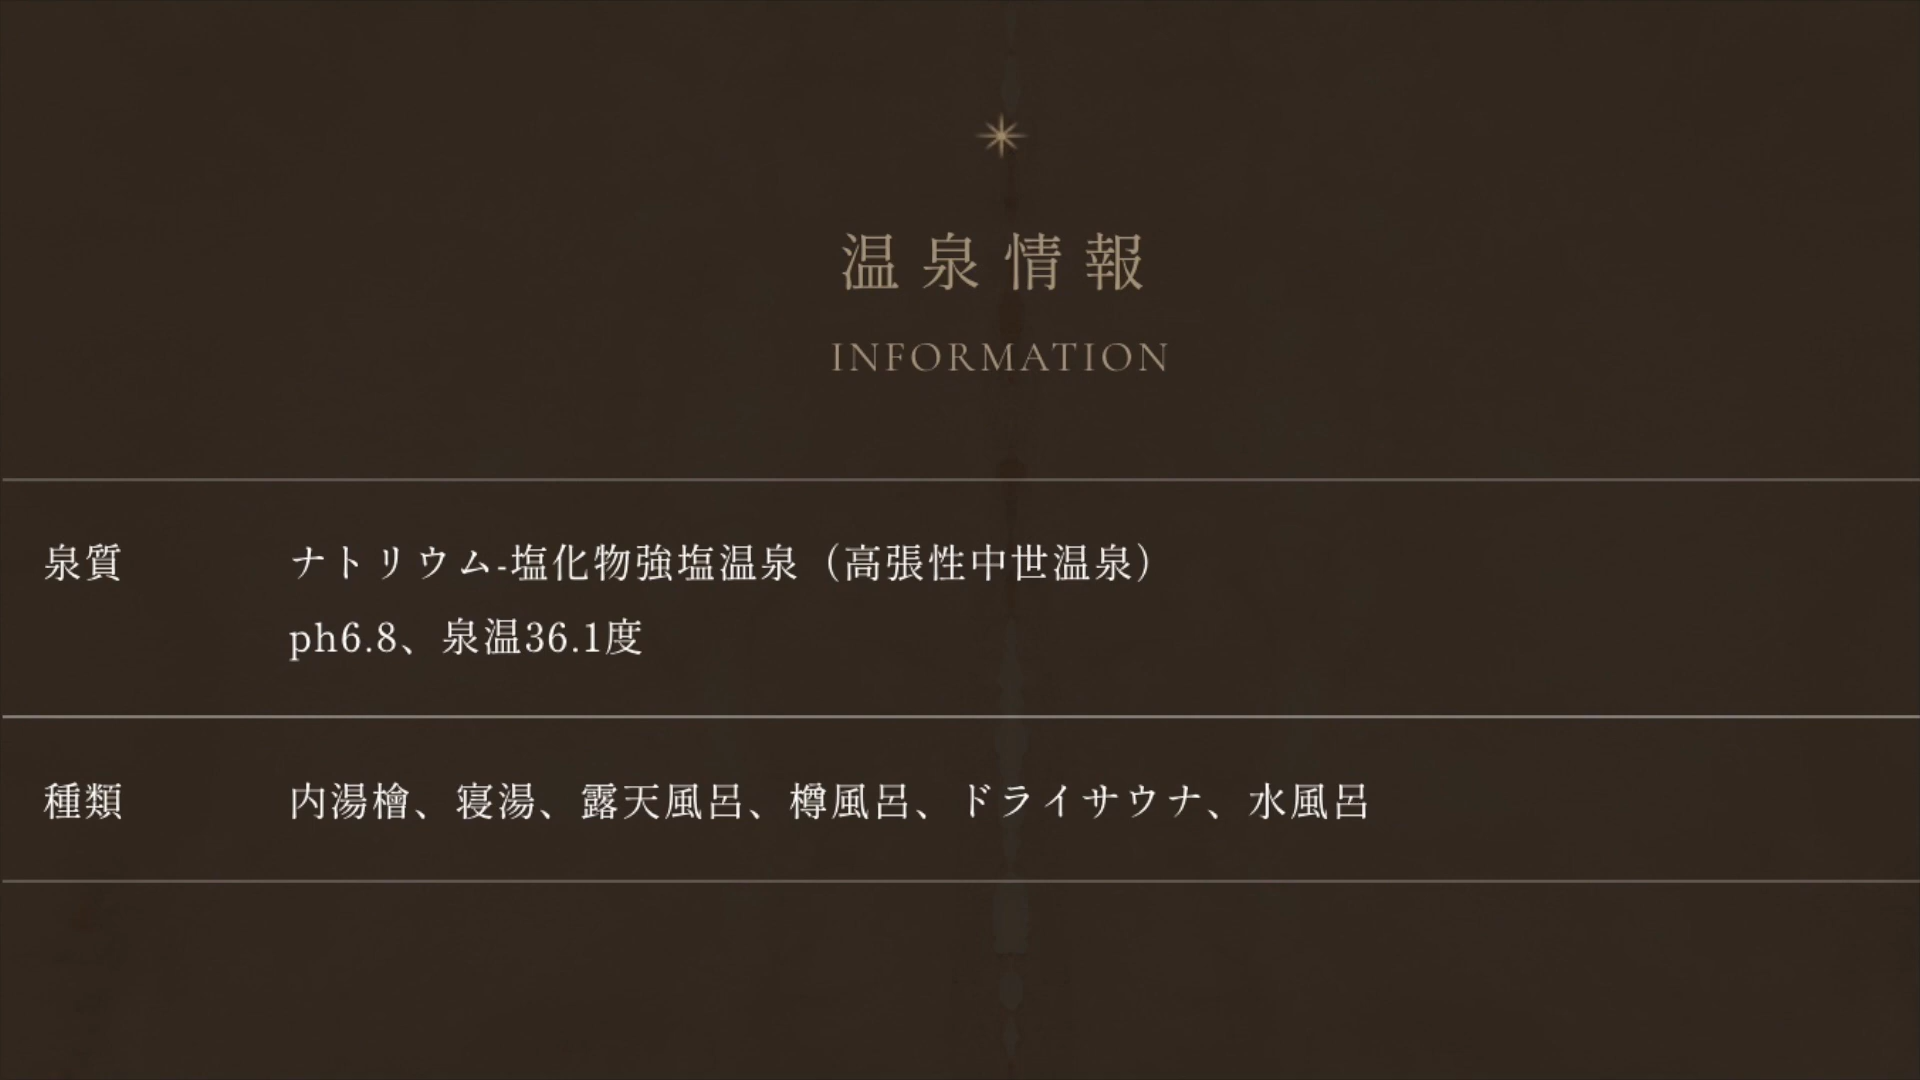 温泉情報
INFORMATION
泉質
ナトリウム-塩化物強塩温泉（高張性中世温泉）
ph6.8、泉温36.1度
種類
内湯檜、寝湯、露天風呂、樽風呂、ドライサウナ、水風呂